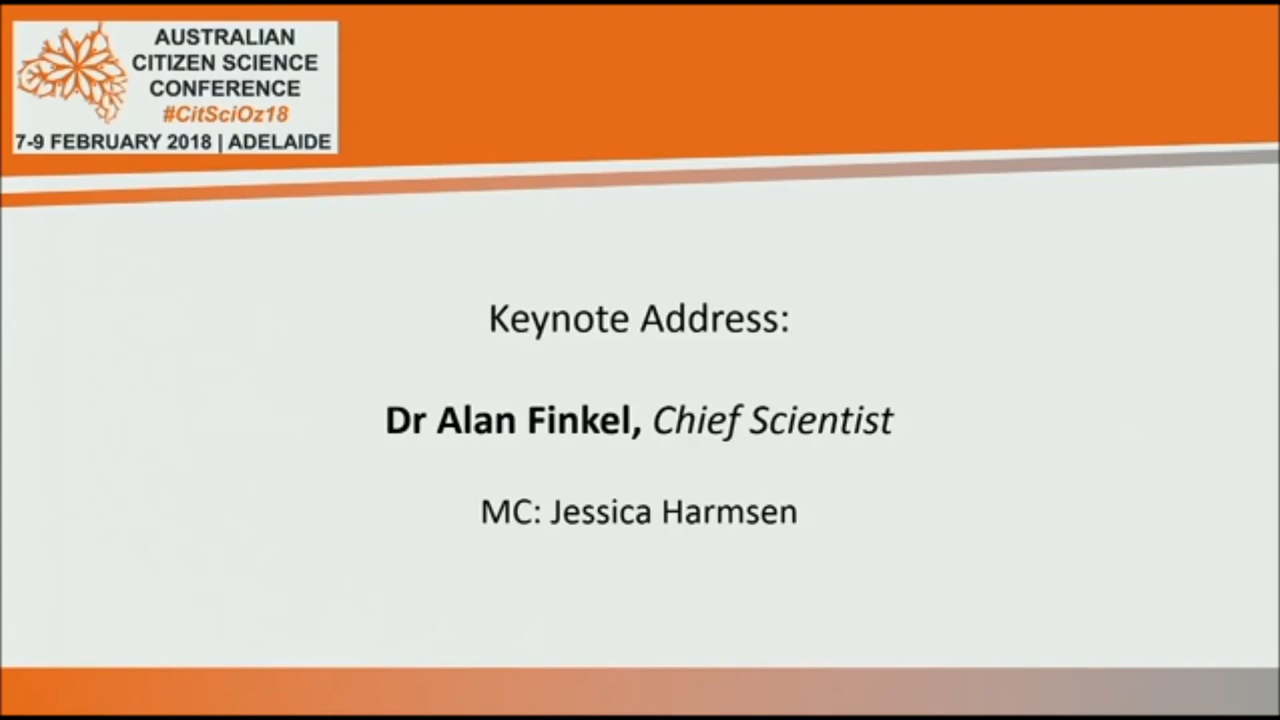 AUSTRALIAN
CITIZEN SCIENCE
CONFERENCE
#CitSciOz18
7-9 FEBRUARY 2018 | ADELAIDE
Keynote Address:
Dr Alan Finkel, Chief Scientist
MC: Jessica Harmsen